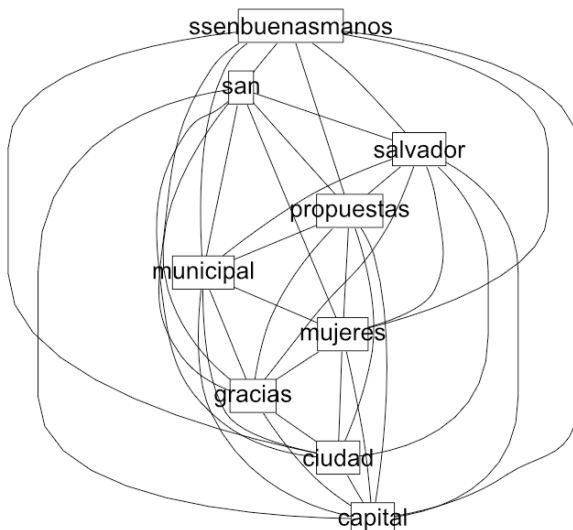 ssenbuenasmanos
san
salvador
propuestas
municipal
mujeres
gracias
ciudad
capital